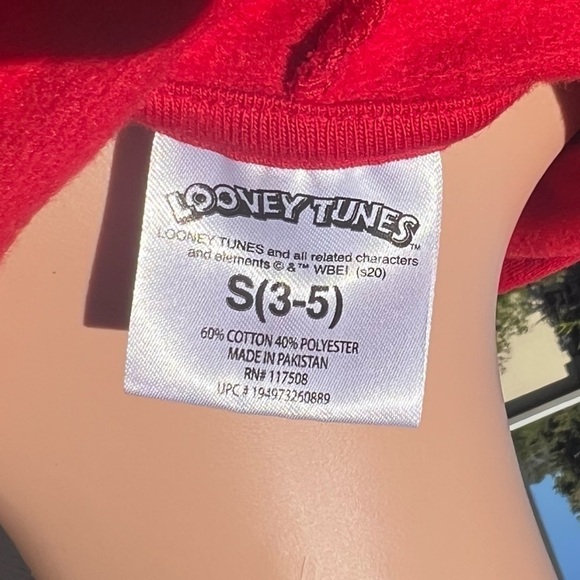 LOONEY TUNES™
LOONEY TUNES and all related characters
and elements © & ™ WBEI. (s20)
S(3-5)
60% COTTON 40% POLYESTER
MADE IN PAKISTAN
RN# 117508
UPC # 194973260889